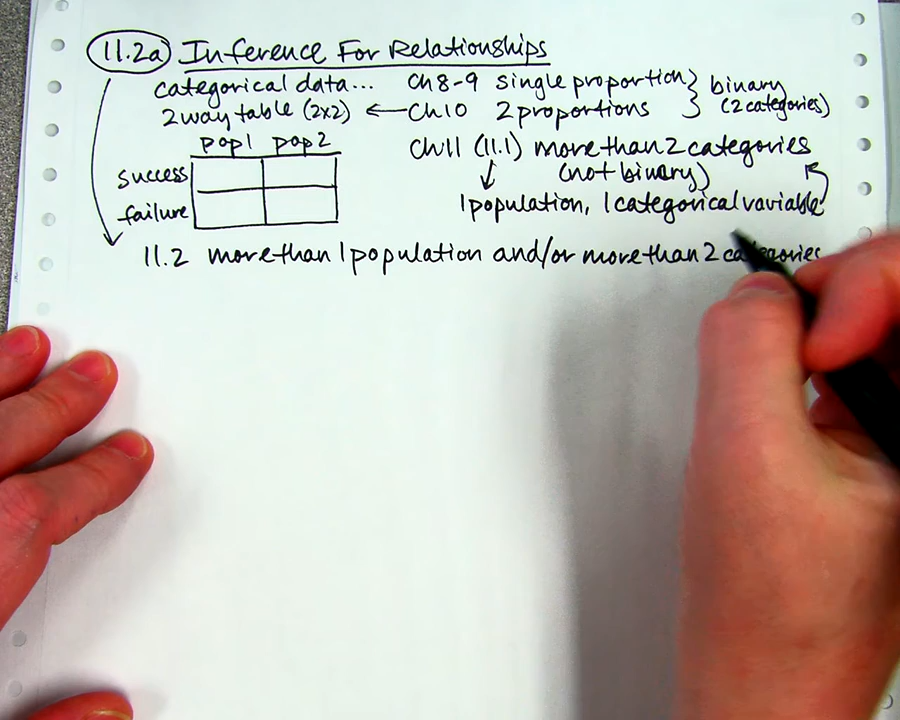 11.2a Inference For Relationships
categorical data... Ch8-9 single proportion } binary
2way table (2x2) ← Ch10 2 proportions (2 categories)
pop1 pop2 Ch11 (11.1) more than 2 categories
success (not binary)
failure 1 population, 1 categorical variable
11.2 more than 1 population and/or more than 2 categories